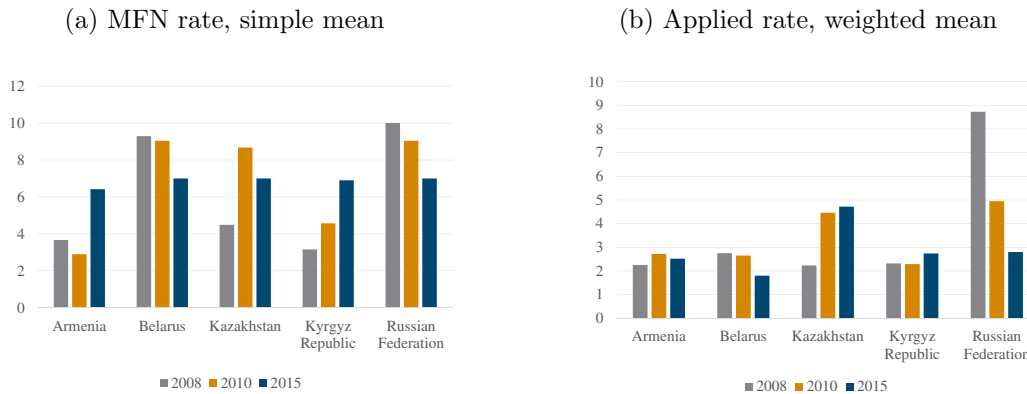 (a) MFN rate, simple mean
12
10
8
6
4
2
0
Armenia
Belarus
Kazakhstan
Kyrgyz
Republic
Russian
Federation
2008
2010
2015
(b) Applied rate, weighted mean
10
9
8
7
6
5
4
3
2
1
0
Armenia
Belarus
Kazakhstan
Kyrgyz
Republic
Russian
Federation
2008
2010
2015